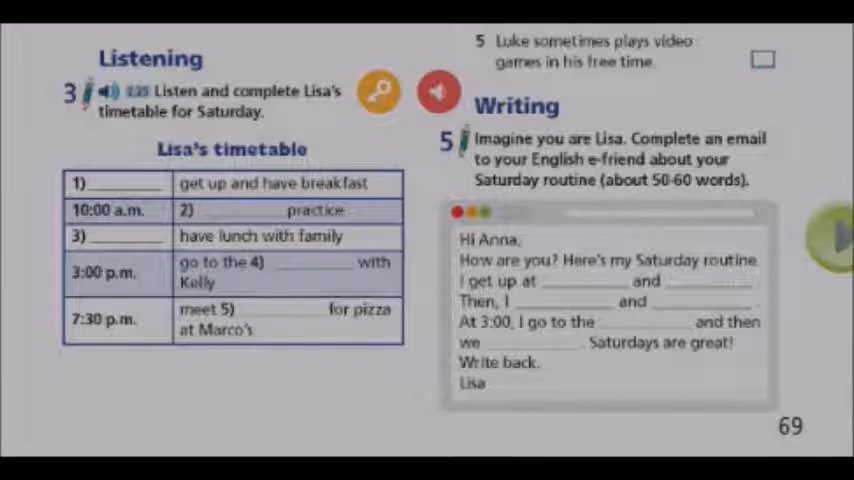 Listening
3 1.39 Listen and complete Lisa's
timetable for Saturday.
Lisa's timetable
1) ________ get up and have breakfast
10:00 a.m. 2) ________ practice
3) ________ have lunch with family
3:00 p.m. go to the 4) ________ with
Kelly
7:30 p.m. meet 5) ________ for pizza
at Marco's
5 Luke sometimes plays video
games in his free time.
Writing
5 Imagine you are Lisa. Complete an email
to your English e-friend about your
Saturday routine (about 50-60 words).
Hi Anna,
How are you? Here's my Saturday routine.
I get up at ________ and ________.
Then, I ________ and ________.
At 3:00, I go to the ________ and then
we ________. Saturdays are great!
Write back.
Lisa
69